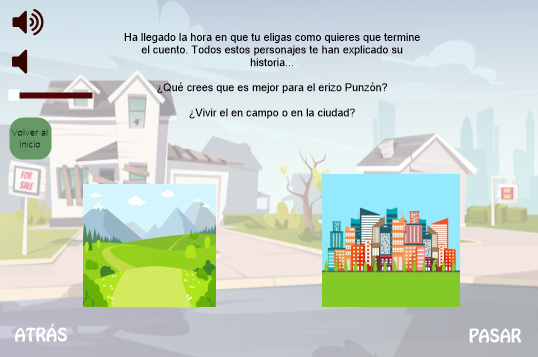 Ha llegado la hora en que tu eligas como quieres que termine
el cuento. Todos estos personajes te han explicado su
historia...
¿Qué crees que es mejor para el erizo Punzón?
¿Vivir el en campo o en la ciudad?
Volver al
inicio
FOR
SALE
ATRÁS
PASAR